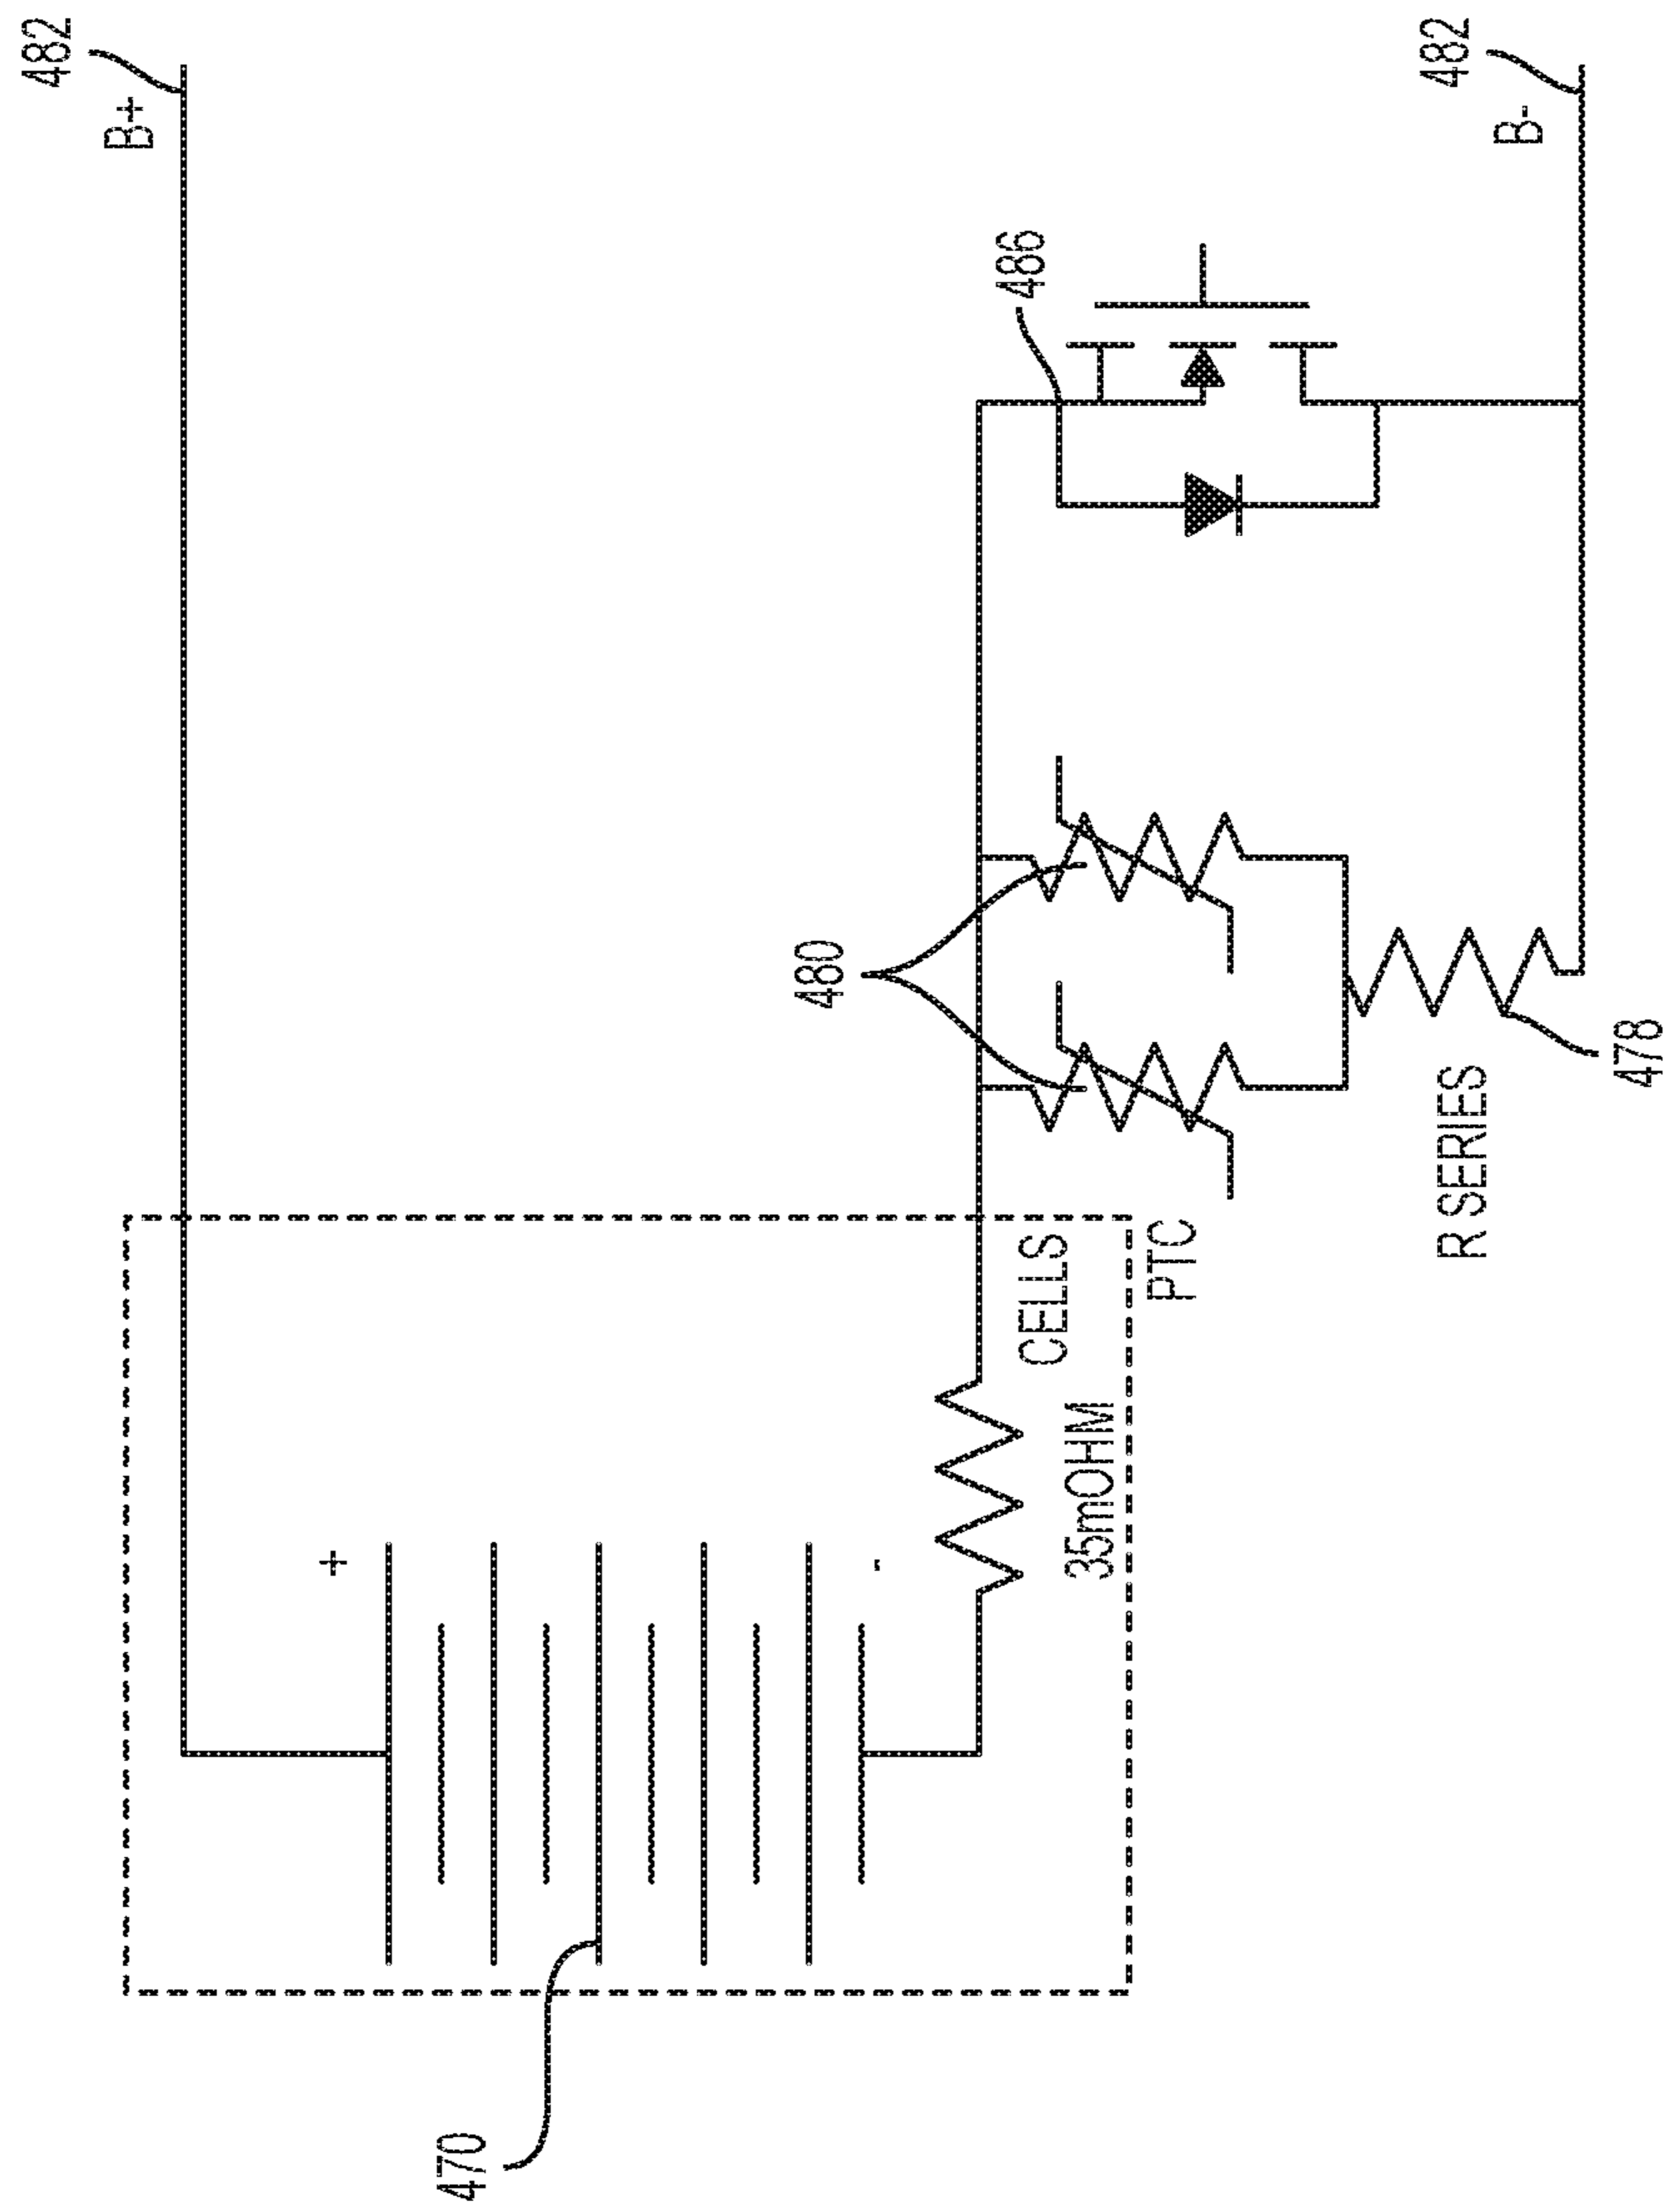 482
B+
482
B-
486
480
478
R SERIES
PTC
CELLS
35mOHM
+
-
470